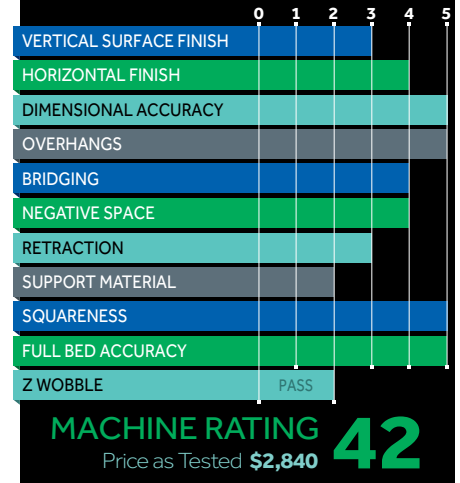 0 1 2 3 4 5
VERTICAL SURFACE FINISH
HORIZONTAL FINISH
DIMENSIONAL ACCURACY
OVERHANGS
BRIDGING
NEGATIVE SPACE
RETRACTION
SUPPORT MATERIAL
SQUARENESS
FULL BED ACCURACY
Z WOBBLE PASS
MACHINE RATING 42
Price as Tested $2,840